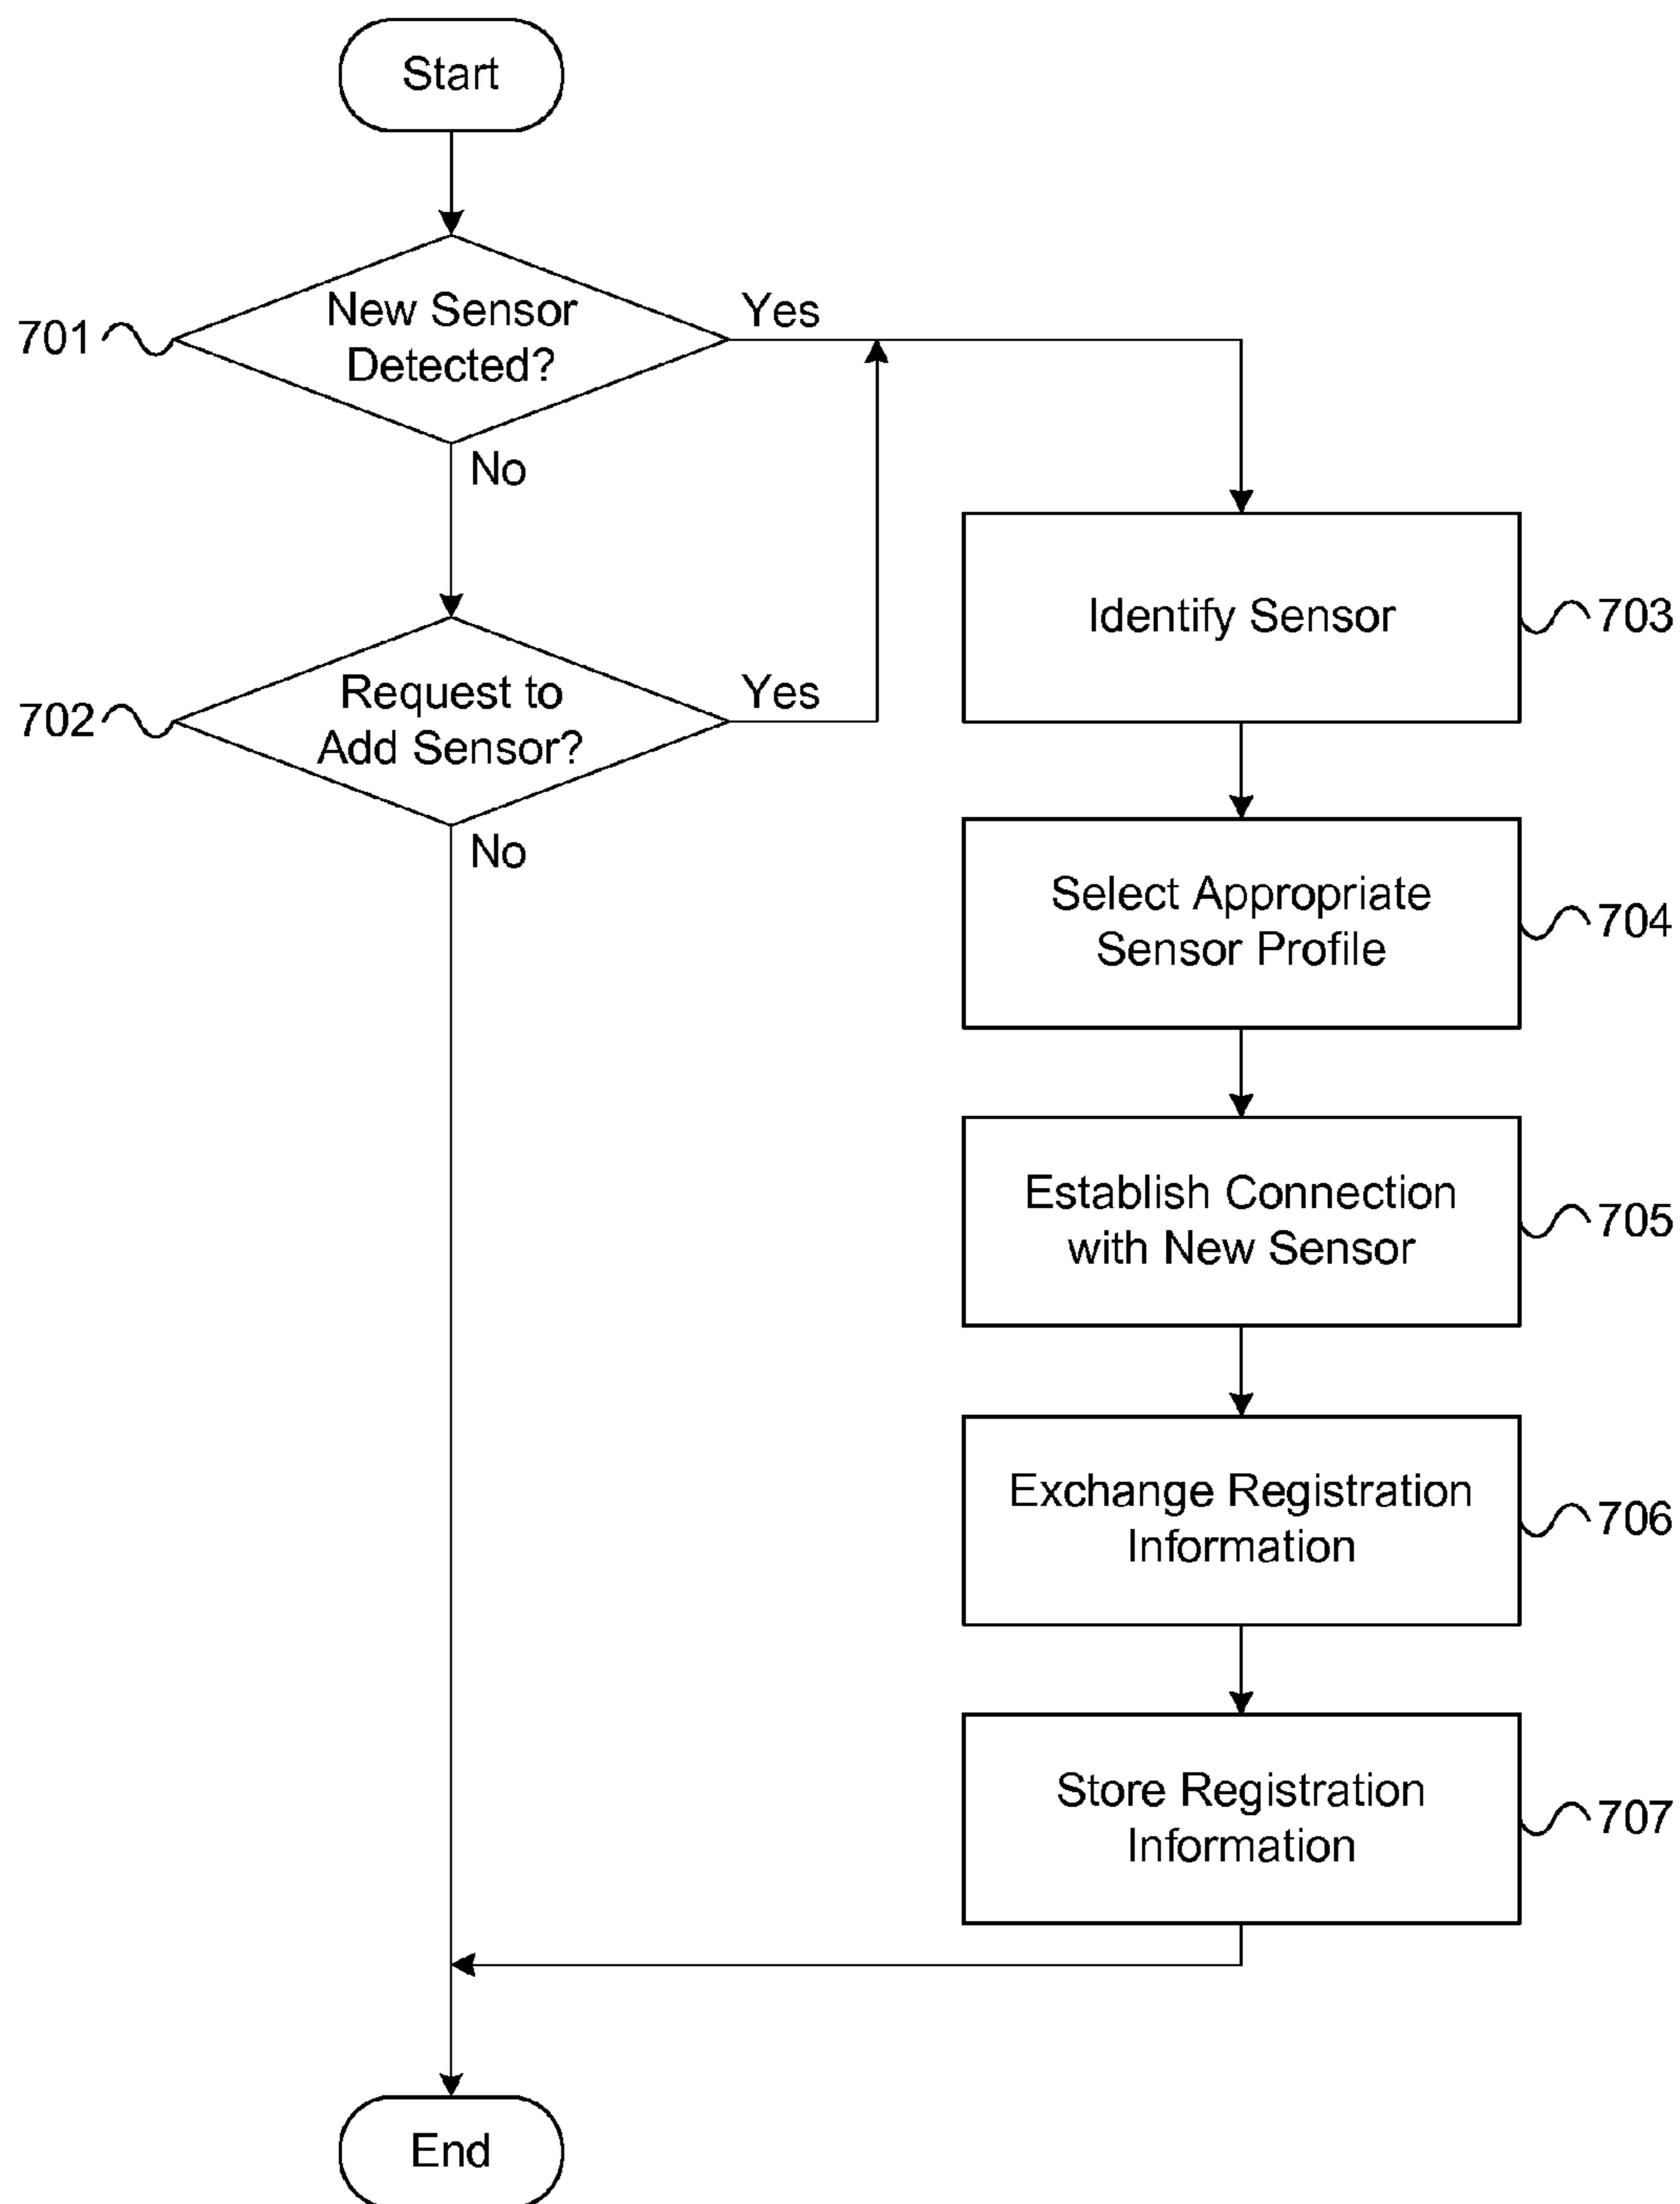 Start
701
New Sensor
Detected?
Yes
No
702
Request to
Add Sensor?
Yes
No
Identify Sensor
703
Select Appropriate
Sensor Profile
704
Establish Connection
with New Sensor
705
Exchange Registration
Information
706
Store Registration
Information
707
End